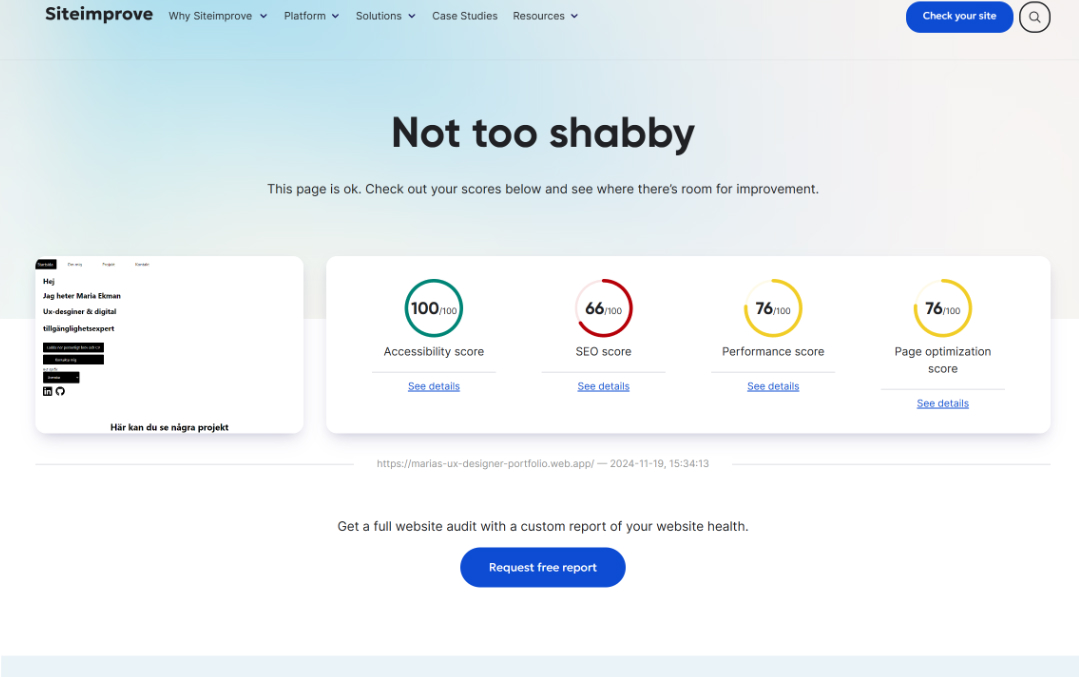 Siteimprove
Why Siteimprove
Platform
Solutions
Case Studies
Resources
Check your site
Not too shabby
This page is ok. Check out your scores below and see where there's room for improvement.
Startsida
Om mig
Projekt
Kontakt
Hej
Jag heter Maria Ekman
Ux-desginer & digital
tillgänglighetsexpert
Kontakta mig
Svenska
Här kan du se några projekt
100/100
Accessibility score
See details
66/100
SEO score
See details
76/100
Performance score
See details
76/100
Page optimization
score
See details
https://marias-ux-designer-portfolio.web.app/ — 2024-11-19, 15:34:13
Get a full website audit with a custom report of your website health.
Request free report